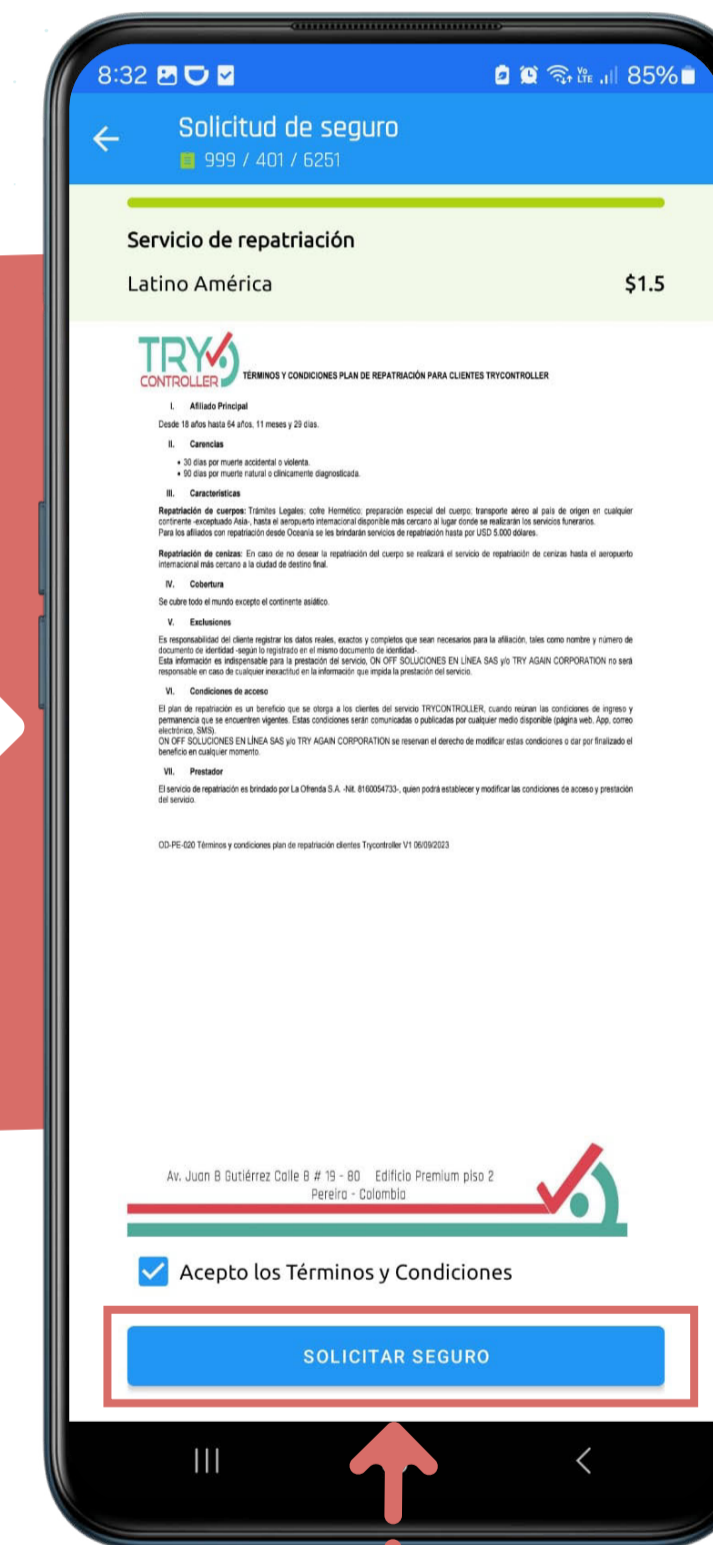 8:32
85%
Solicitud de seguro
999 / 401 / 6251
Servicio de repatriación
Latino América $1.5
TRY
CONTROLLER
TÉRMINOS Y CONDICIONES PLAN DE REPATRIACIÓN PARA CLIENTES TRYCONTROLLER
I. Afiliado Principal
Desde 18 años hasta 64 años, 11 meses y 29 días.
II. Carencias
• 30 días por muerte accidental o violenta.
• 90 días por muerte natural o clínicamente diagnosticada.
III. Características
Repatriación de cuerpos: Trámites Legales; cofre Hermético; preparación especial del cuerpo; transporte aéreo al país de origen en cualquier
continente -exceptuado Asia-, hasta el aeropuerto internacional disponible más cercano al lugar donde se realizarán los servicios funerarios.
Para los afiliados con repatriación desde Oceanía se les brindarán servicios de repatriación hasta por USD 5.000 dólares.
Repatriación de cenizas: En caso de no desear la repatriación del cuerpo se realizará el servicio de repatriación de cenizas hasta el aeropuerto
internacional más cercano a la ciudad de destino final.
IV. Cobertura
Se cubre todo el mundo excepto el continente asiático.
V. Exclusiones
Es responsabilidad del cliente registrar los datos reales, exactos y completos que sean necesarios para la afiliación, tales como nombre y número de
documento de identidad -según lo registrado en el mismo documento de identidad-.
Esta información es indispensable para la prestación del servicio, ON OFF SOLUCIONES EN LÍNEA SAS y/o TRY AGAIN CORPORATION no será
responsable en caso de cualquier inexactitud en la información que impida la prestación del servicio.
VI. Condiciones de acceso
El plan de repatriación es un beneficio que se otorga a los clientes del servicio TRYCONTROLLER, cuando reúnan las condiciones de ingreso y
permanencia que se encuentren vigentes. Estas condiciones serán comunicadas o publicadas por cualquier medio disponible (página web, App, correo
electrónico, SMS).
ON OFF SOLUCIONES EN LÍNEA SAS y/o TRY AGAIN CORPORATION se reservan el derecho de modificar estas condiciones o dar por finalizado el
beneficio en cualquier momento.
VII. Prestador
El servicio de repatriación es brindado por La Ofrenda S.A. -Nit. 8160054733-, quien podrá establecer y modificar las condiciones de acceso y prestación
del servicio.
OD-PE-020 Términos y condiciones plan de repatriación clientes Trycontroller V1 06/09/2023
Av. Juan B Gutiérrez Calle 8 # 19 - 80 Edificio Premium piso 2
Pereira - Colombia
Acepto los Términos y Condiciones
SOLICITAR SEGURO